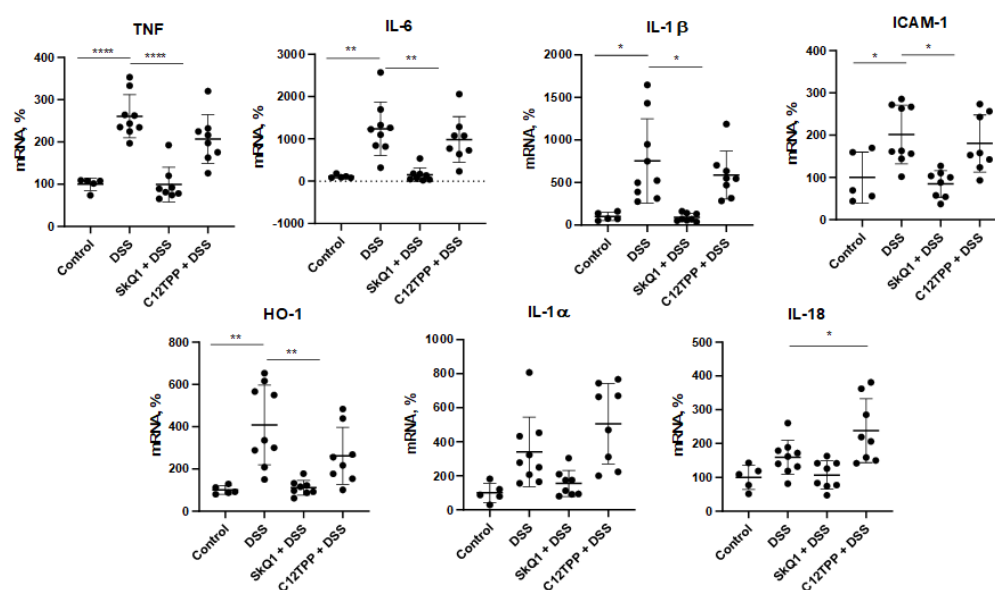 TNF
****
****
mRNA, %
400
300
200
100
0
Control
DSS
SkQ1 + DSS
C12TPP + DSS
IL-6
**
**
mRNA, %
3000
2000
1000
0
-1000
Control
DSS
SkQ1 + DSS
C12TPP + DSS
IL-1 β
*
*
mRNA, %
2000
1500
1000
500
0
Control
DSS
SkQ1 + DSS
C12TPP + DSS
ICAM-1
*
*
mRNA, %
400
300
200
100
0
Control
DSS
SkQ1 + DSS
C12TPP + DSS
HO-1
**
**
mRNA, %
800
600
400
200
0
Control
DSS
SkQ1 + DSS
C12TPP + DSS
IL-1α
mRNA, %
1000
800
600
400
200
0
Control
DSS
SkQ1 + DSS
C12TPP + DSS
IL-18
*
mRNA, %
500
400
300
200
100
0
Control
DSS
SkQ1 + DSS
C12TPP + DSS